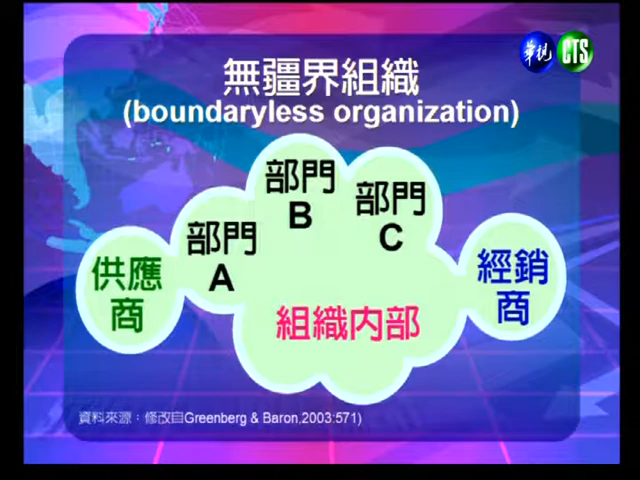 華視 CTS
無疆界組織
(boundaryless organization)
部門
B
部門
C
部門
A
供應
商
經銷
商
組織内部
資料來源：修改自Greenberg & Baron,2003:571)